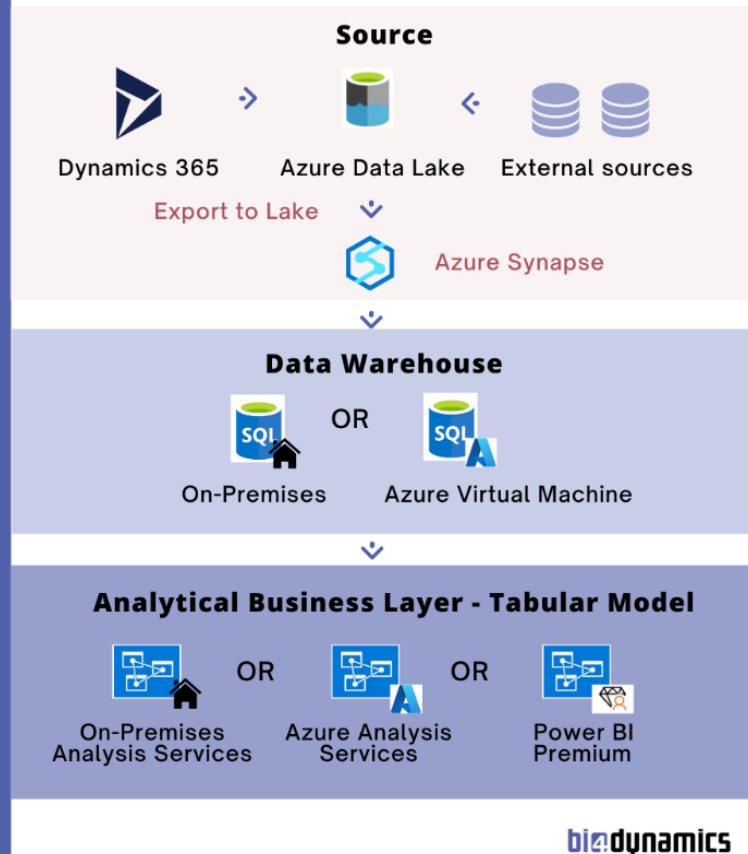 Source
Dynamics 365
Azure Data Lake
External sources
Export to Lake
Azure Synapse
Data Warehouse
SQL
OR
SQL
On-Premises
Azure Virtual Machine
Analytical Business Layer - Tabular Model
OR
OR
On-Premises
Analysis Services
Azure Analysis
Services
Power BI
Premium
bi4dynamics